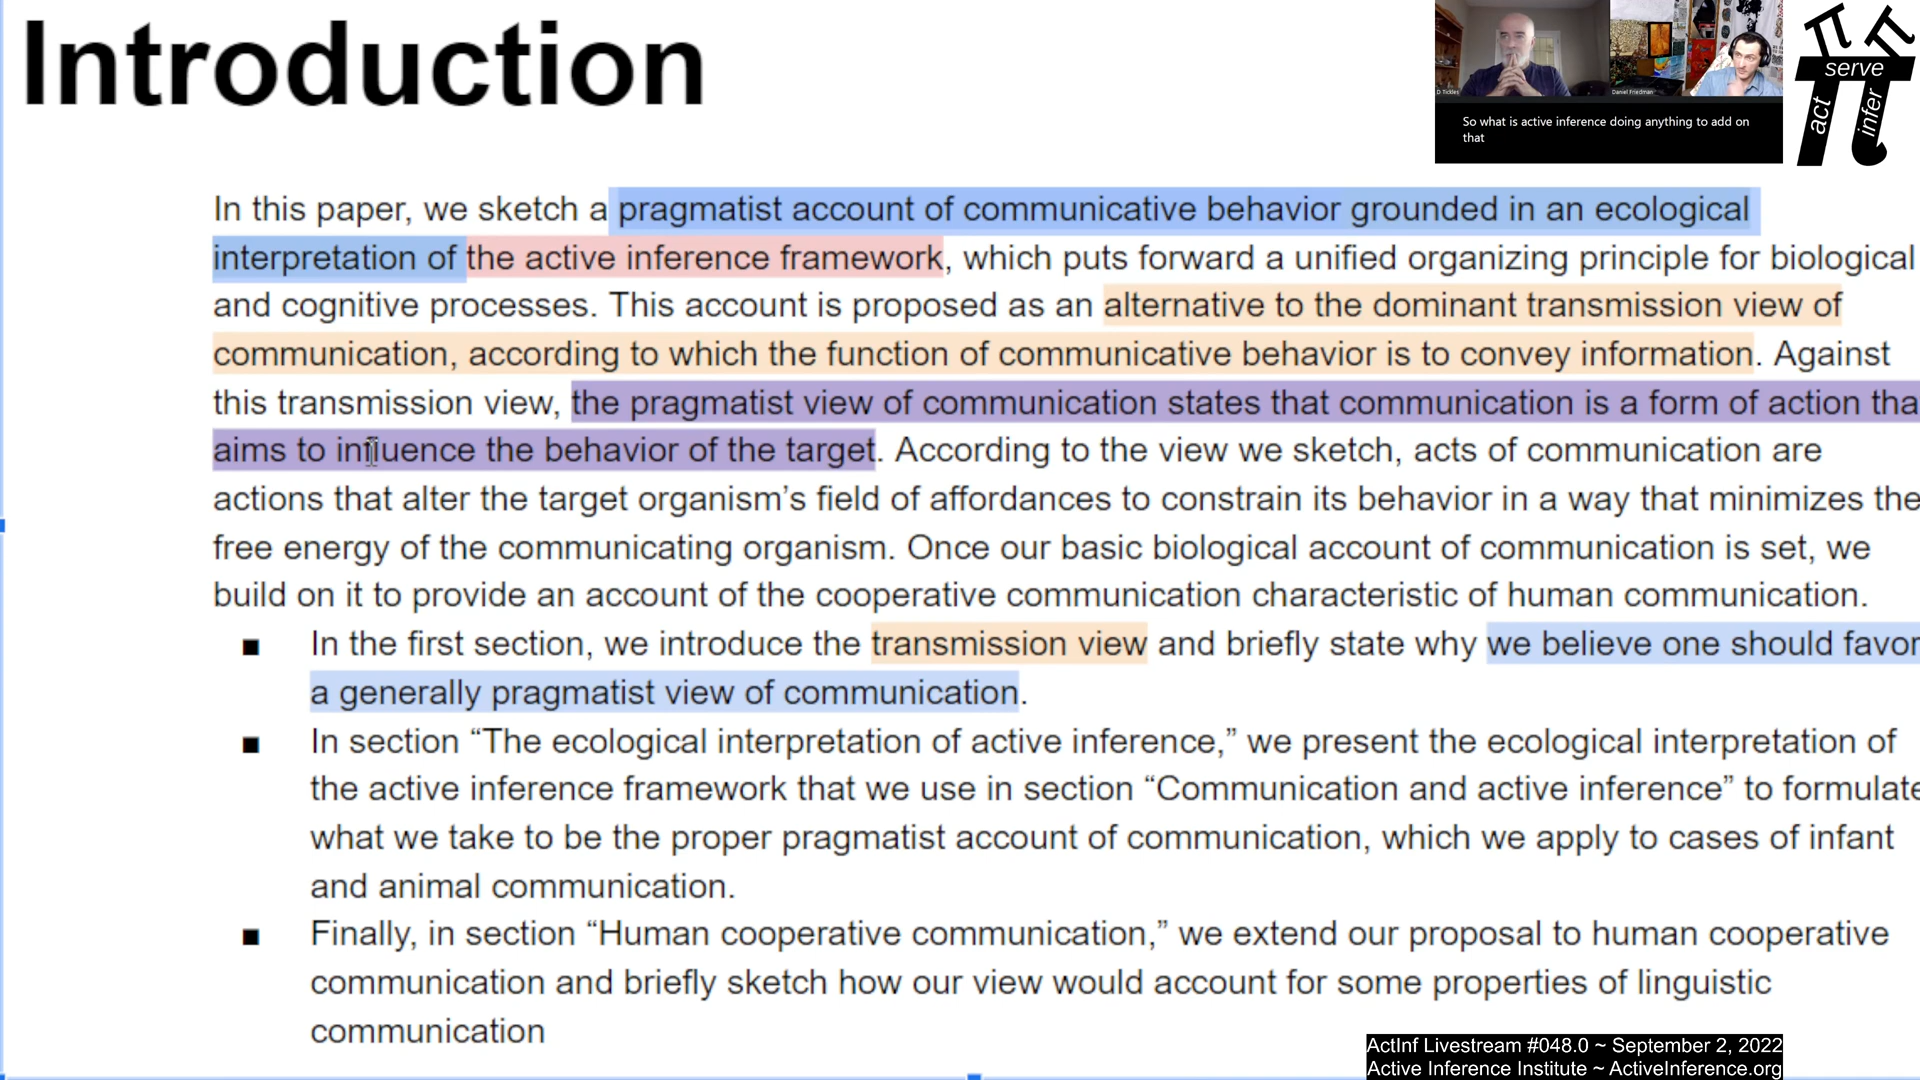 Introduction
D Tickles
Daniel Friedman
So what is active inference doing anything to add on
that
serve
act
infer
In this paper, we sketch a pragmatist account of communicative behavior grounded in an ecological
interpretation of the active inference framework, which puts forward a unified organizing principle for biological
and cognitive processes. This account is proposed as an alternative to the dominant transmission view of
communication, according to which the function of communicative behavior is to convey information. Against
this transmission view, the pragmatist view of communication states that communication is a form of action tha
aims to influence the behavior of the target. According to the view we sketch, acts of communication are
actions that alter the target organism’s field of affordances to constrain its behavior in a way that minimizes the
free energy of the communicating organism. Once our basic biological account of communication is set, we
build on it to provide an account of the cooperative communication characteristic of human communication.
■ In the first section, we introduce the transmission view and briefly state why we believe one should favor
a generally pragmatist view of communication.
■ In section “The ecological interpretation of active inference,” we present the ecological interpretation of
the active inference framework that we use in section “Communication and active inference” to formulate
what we take to be the proper pragmatist account of communication, which we apply to cases of infant
and animal communication.
■ Finally, in section “Human cooperative communication,” we extend our proposal to human cooperative
communication and briefly sketch how our view would account for some properties of linguistic
communication
ActInf Livestream #048.0 ~ September 2, 2022
Active Inference Institute ~ ActiveInference.org